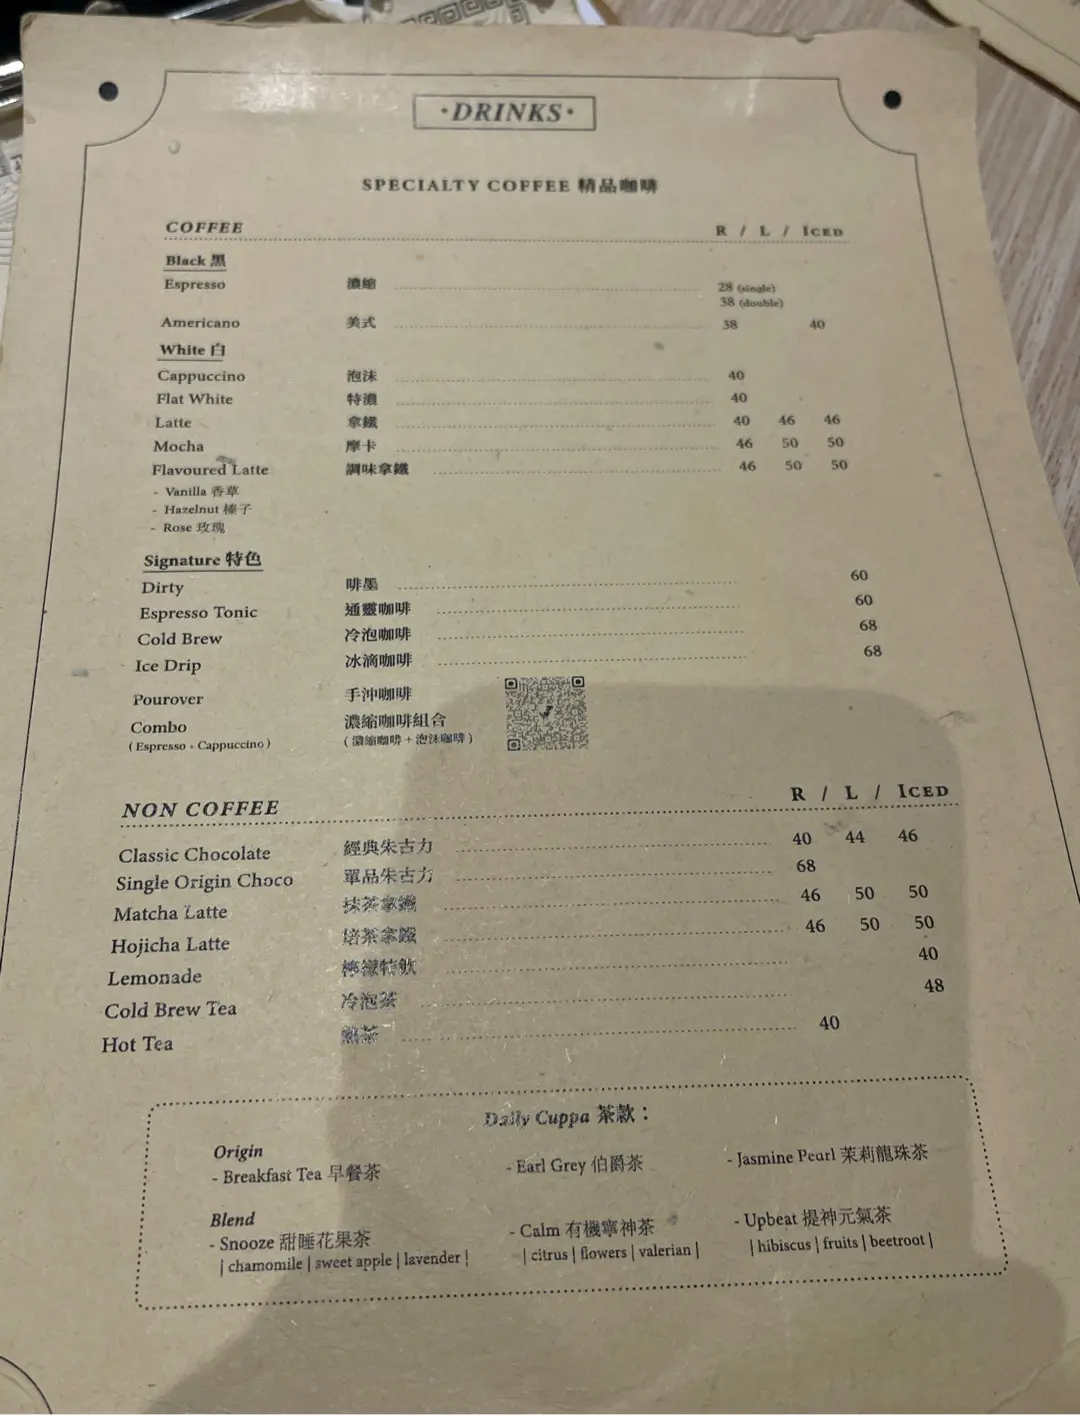 ·DRINKS·
SPECIALTY COFFEE 精品咖啡
COFFEE R / L / ICED
Black 黑
Espresso 濃縮 28 (single)
38 (double)
Americano 美式 38 40
White 白
Cappuccino 泡沫 40
Flat White 特濃 40
Latte 拿鐵 40 46 46
Mocha 摩卡 46 50 50
Flavoured Latte 調味拿鐵 46 50 50
- Vanilla 香草
- Hazelnut 榛子
- Rose 玫瑰
Signature 特色
Dirty 啡墨 60
Espresso Tonic 通靈咖啡 60
Cold Brew 冷泡咖啡 68
Ice Drip 冰滴咖啡 68
Pourover 手沖咖啡
Combo 濃縮咖啡組合
(Espresso + Cappuccino) (濃縮咖啡 + 泡沫咖啡)
NON COFFEE R / L / ICED
Classic Chocolate 經典朱古力 40 44 46
Single Origin Choco 單品朱古力 68
Matcha Latte 抹茶拿鐵 46 50 50
Hojicha Latte 焙茶拿鐵 46 50 50
Lemonade 檸檬特飲 40
Cold Brew Tea 冷泡茶 48
Hot Tea 熱茶 40
Daily Cuppa 茶款：
Origin
- Breakfast Tea 早餐茶 - Earl Grey 伯爵茶 - Jasmine Pearl 茉莉龍珠茶
Blend
- Snooze 甜睡花果茶 - Calm 有機寧神茶 - Upbeat 提神元氣茶
| chamomile | sweet apple | lavender | | citrus | flowers | valerian | | hibiscus | fruits | beetroot |